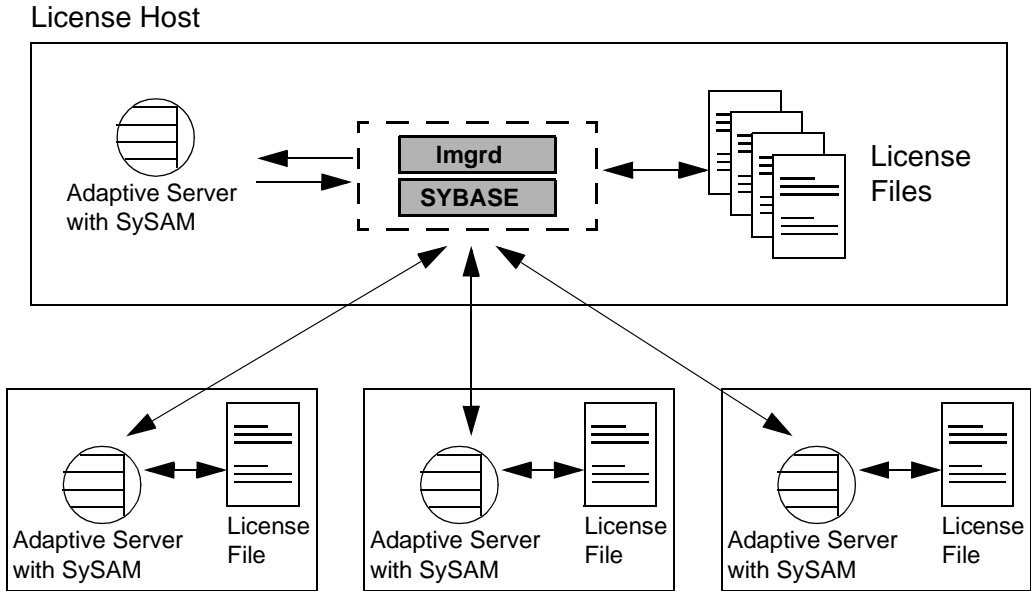 License Host
lmgrd
SYBASE
Adaptive Server
with SySAM
License
Files
Adaptive Server
with SySAM
License
File
Adaptive Server
with SySAM
License
File
Adaptive Server
with SySAM
License
File